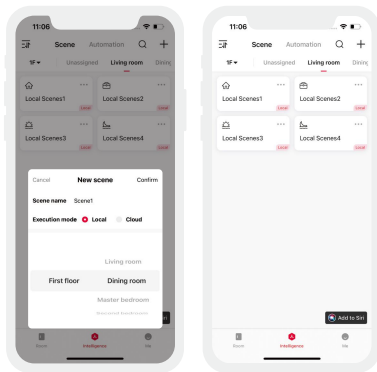 11:06
Scene Automation
1F▾ Unassigned Living room Dining
Local Scenes1 Local
Local Scenes2 Local
Local Scenes3 Local
Local Scenes4 Local
Cancel New scene Confirm
Scene name Scene1
Execution mode Local Cloud
Living room
First floor Dining room
Master bedroom
Room Intelligence Me
11:06
Scene Automation
1F▾ Unassigned Living room Dining
Local Scenes1 Local
Local Scenes2 Local
Local Scenes3 Local
Local Scenes4 Local
Add to Siri
Room Intelligence Me